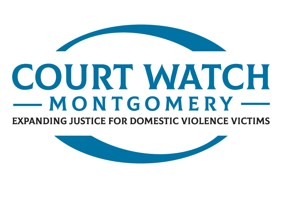 COURT WATCH
MONTGOMERY
EXPANDING JUSTICE FOR DOMESTIC VIOLENCE VICTIMS